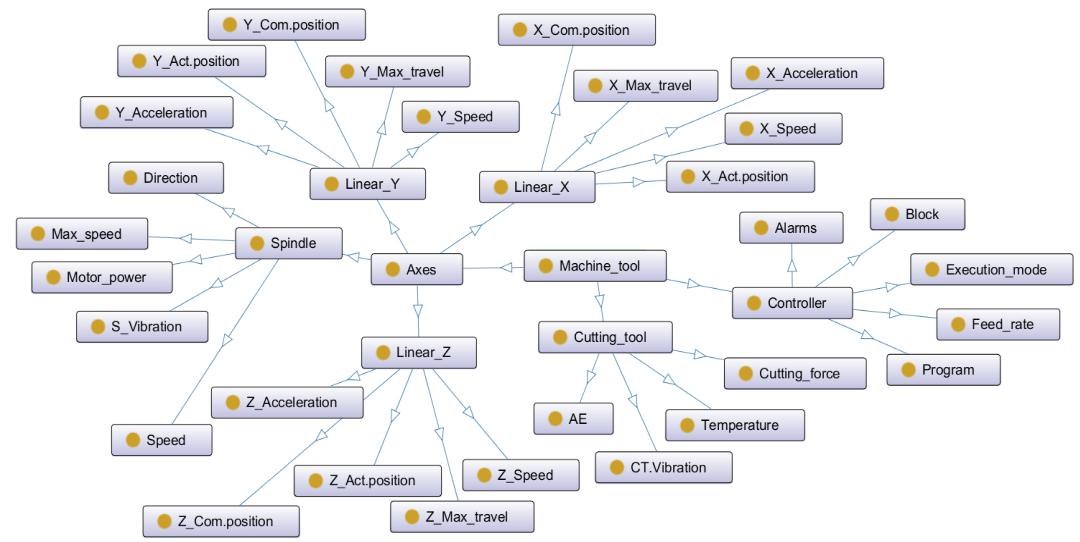 Y_Com.position
X_Com.position
Y_Act.position
Y_Max_travel
X_Max_travel
X_Acceleration
Y_Acceleration
Y_Speed
X_Speed
Direction
Linear_Y
Linear_X
X_Act.position
Max_speed
Spindle
Alarms
Block
Motor_power
Axes
Machine_tool
Execution_mode
S_Vibration
Controller
Feed_rate
Linear_Z
Cutting_tool
Cutting_force
Program
Z_Acceleration
Speed
AE
Temperature
Z_Act.position
Z_Speed
CT.Vibration
Z_Com.position
Z_Max_travel